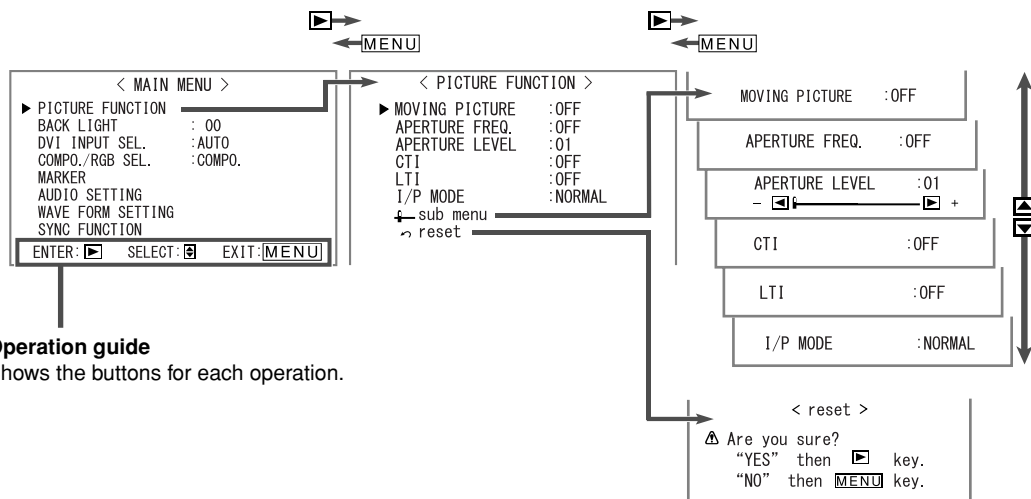 MENU
MENU
< MAIN MENU >
PICTURE FUNCTION
BACK LIGHT : 00
DVI INPUT SEL. :AUTO
COMPO./RGB SEL. :COMPO.
MARKER
AUDIO SETTING
WAVE FORM SETTING
SYNC FUNCTION
ENTER: SELECT: EXIT:MENU
< PICTURE FUNCTION >
MOVING PICTURE :OFF
APERTURE FREQ. :OFF
APERTURE LEVEL :01
CTI :OFF
LTI :OFF
I/P MODE :NORMAL
sub menu
reset
MOVING PICTURE :OFF
APERTURE FREQ. :OFF
APERTURE LEVEL :01
– +
CTI :OFF
LTI :OFF
I/P MODE :NORMAL
peration guide
hows the buttons for each operation.
< reset >
Are you sure?
“YES” then key.
“NO” then MENU key.